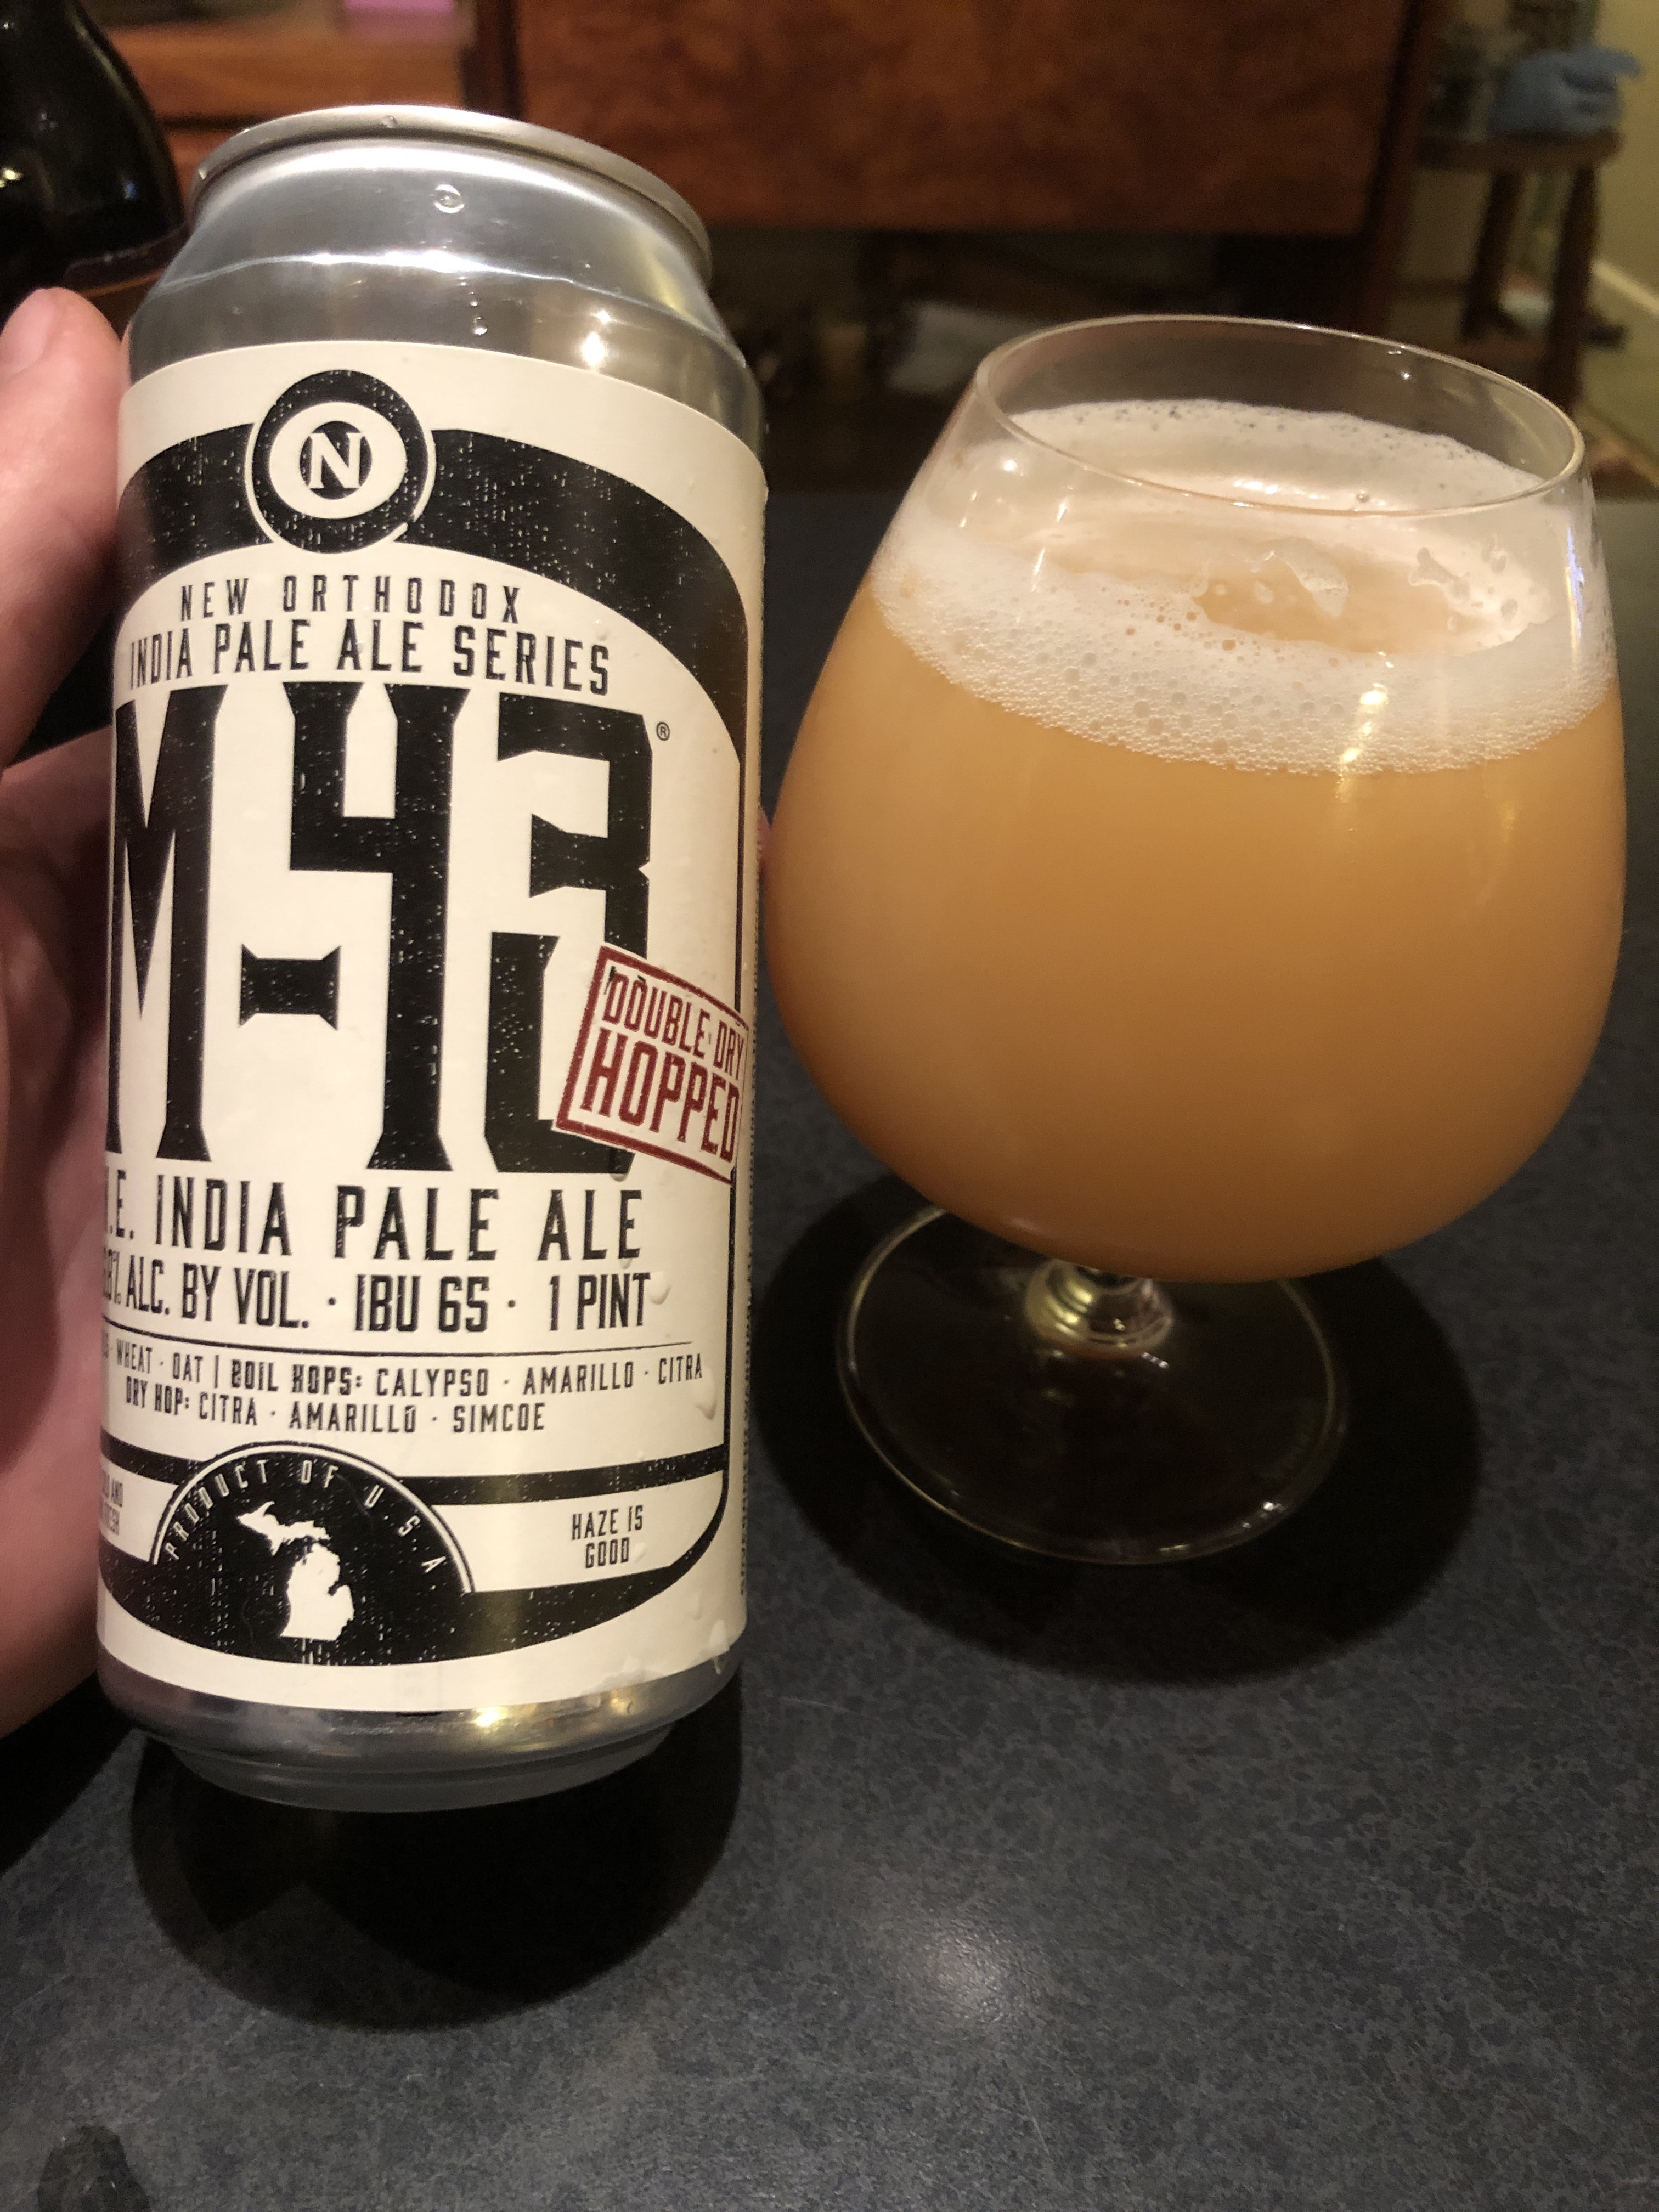 N
NEW ORTHODOX
INDIA PALE ALE SERIES
M-43®
DOUBLE DRY
HOPPED
.E. INDIA PALE ALE
ALC. BY VOL. · IBU 65 · 1 PINT
WHEAT · OAT | BOIL HOPS: CALYPSO · AMARILLO · CITRA
DRY HOP: CITRA · AMARILLO · SIMCOE
PRODUCT OF U.S.A.
AND
HAZE IS
GOOD